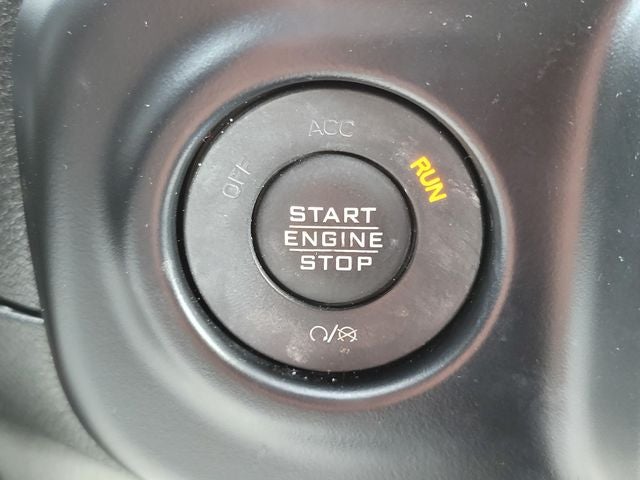 ACC
OFF
RUN
START
ENGINE
STOP